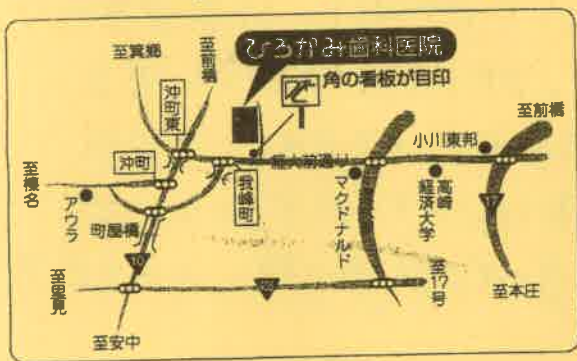 ひろかみ歯科医院
角の看板が目印
至箕郷
至前橋
沖町東
沖町
至榛名
アウラ
町屋橋
我峰町
経大前通り
マクドナルド
高崎
経済大学
小川東邦
至前橋
17
10
至17号
至本庄
至里見
至安中